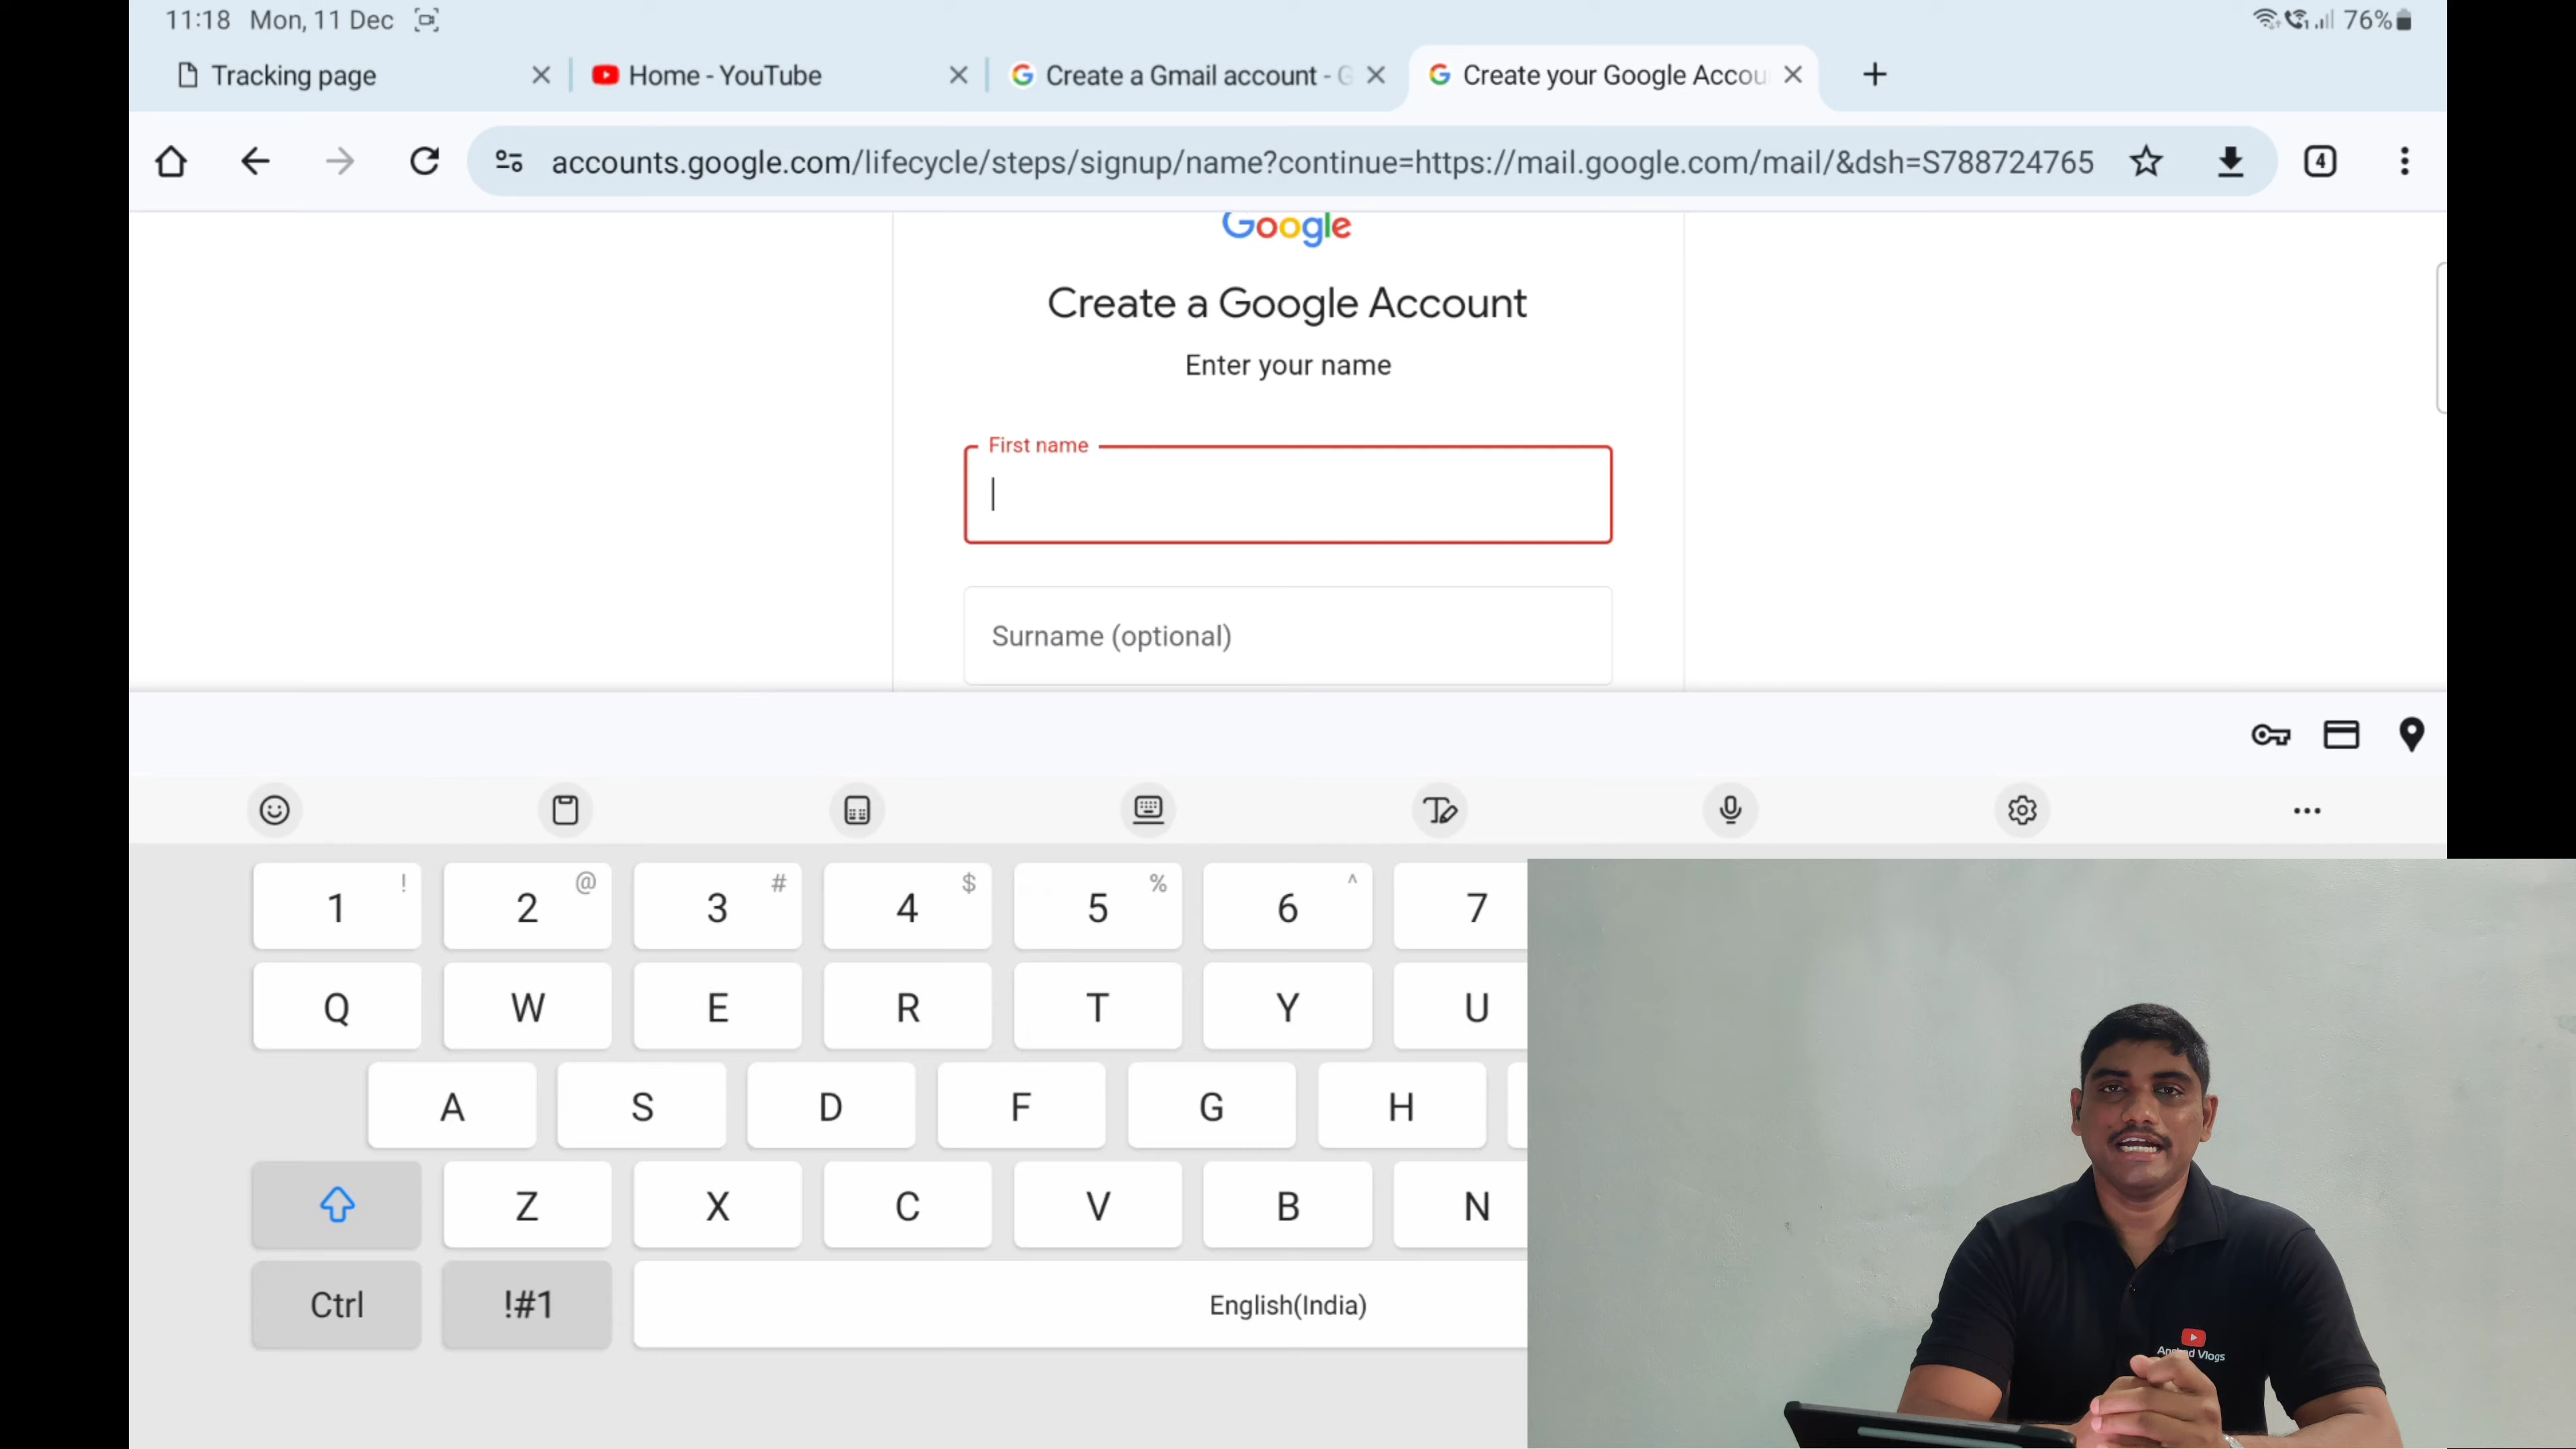 11:18 Mon, 11 Dec 76%
Tracking page Home - YouTube Create a Gmail account - G Create your Google Accou
accounts.google.com/lifecycle/steps/signup/name?continue=https://mail.google.com/mail/&dsh=S788724765 4
Google
Create a Google Account
Enter your name
First name
Surname (optional)
1 ! 2 @ 3 # 4 $ 5 % 6 ^ 7
Q W E R T Y U
A S D F G H
Z X C V B N
Ctrl !#1 English(India)
Vlogs